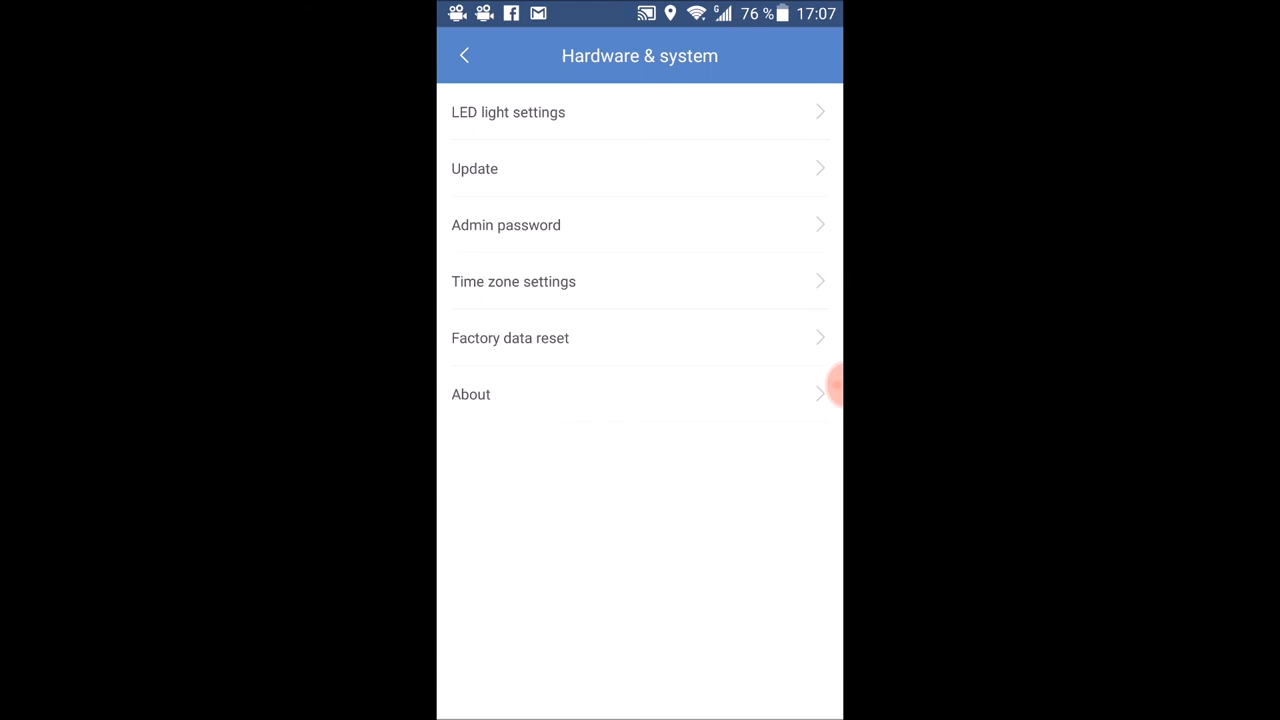 G 76 % 17:07
Hardware & system
LED light settings
Update
Admin password
Time zone settings
Factory data reset
About